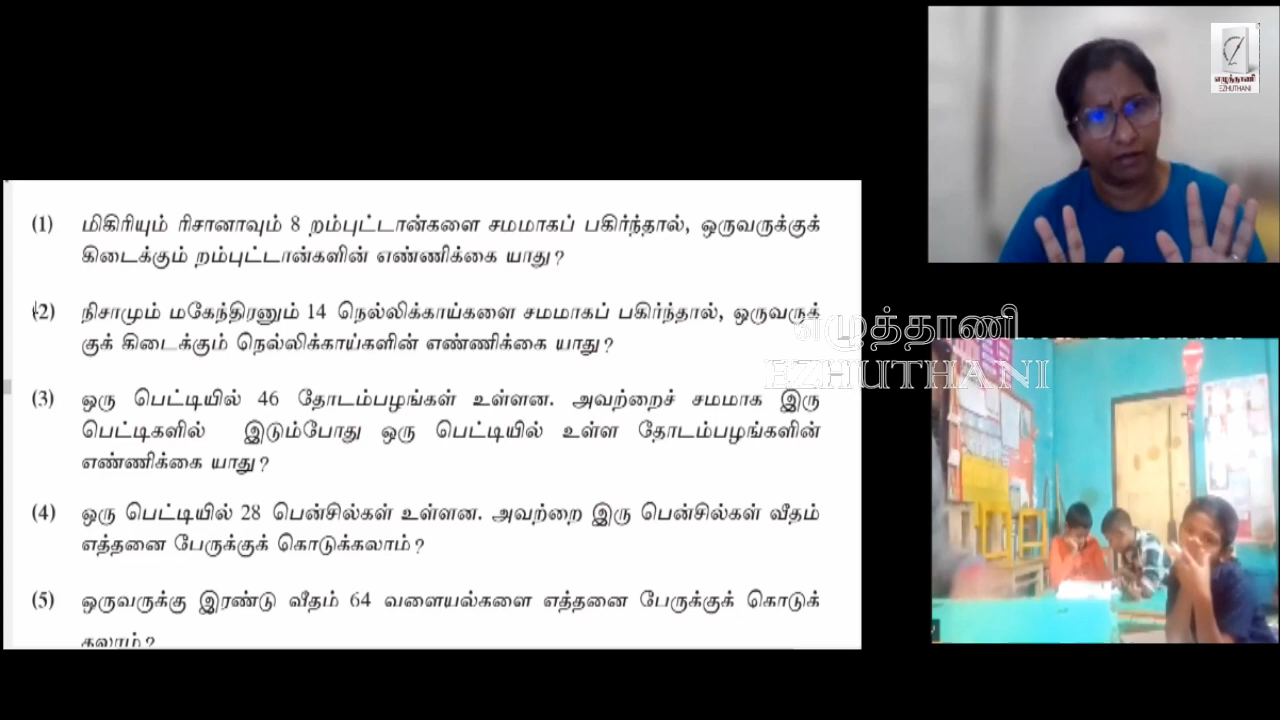 (1) மிகிரியும் ரிசானாவும் 8 றம்புட்டான்களை சமமாகப் பகிர்ந்தால், ஒருவருக்குக்
கிடைக்கும் றம்புட்டான்களின் எண்ணிக்கை யாது?
(2) நிசாமும் மகேந்திரனும் 14 நெல்லிக்காய்களை சமமாகப் பகிர்ந்தால், ஒருவருக்
குக் கிடைக்கும் நெல்லிக்காய்களின் எண்ணிக்கை யாது?
(3) ஒரு பெட்டியில் 46 தோடம்பழங்கள் உள்ளன. அவற்றைச் சமமாக இரு
பெட்டிகளில் இடும்போது ஒரு பெட்டியில் உள்ள தோடம்பழங்களின்
எண்ணிக்கை யாது?
(4) ஒரு பெட்டியில் 28 பென்சில்கள் உள்ளன. அவற்றை இரு பென்சில்கள் வீதம்
எத்தனை பேருக்குக் கொடுக்கலாம்?
(5) ஒருவருக்கு இரண்டு வீதம் 64 வளையல்களை எத்தனை பேருக்குக் கொடுக்
கலாம்?
எழுத்தாணி
EZHUTHANI
எழுத்தாணி
EZHUTHANI